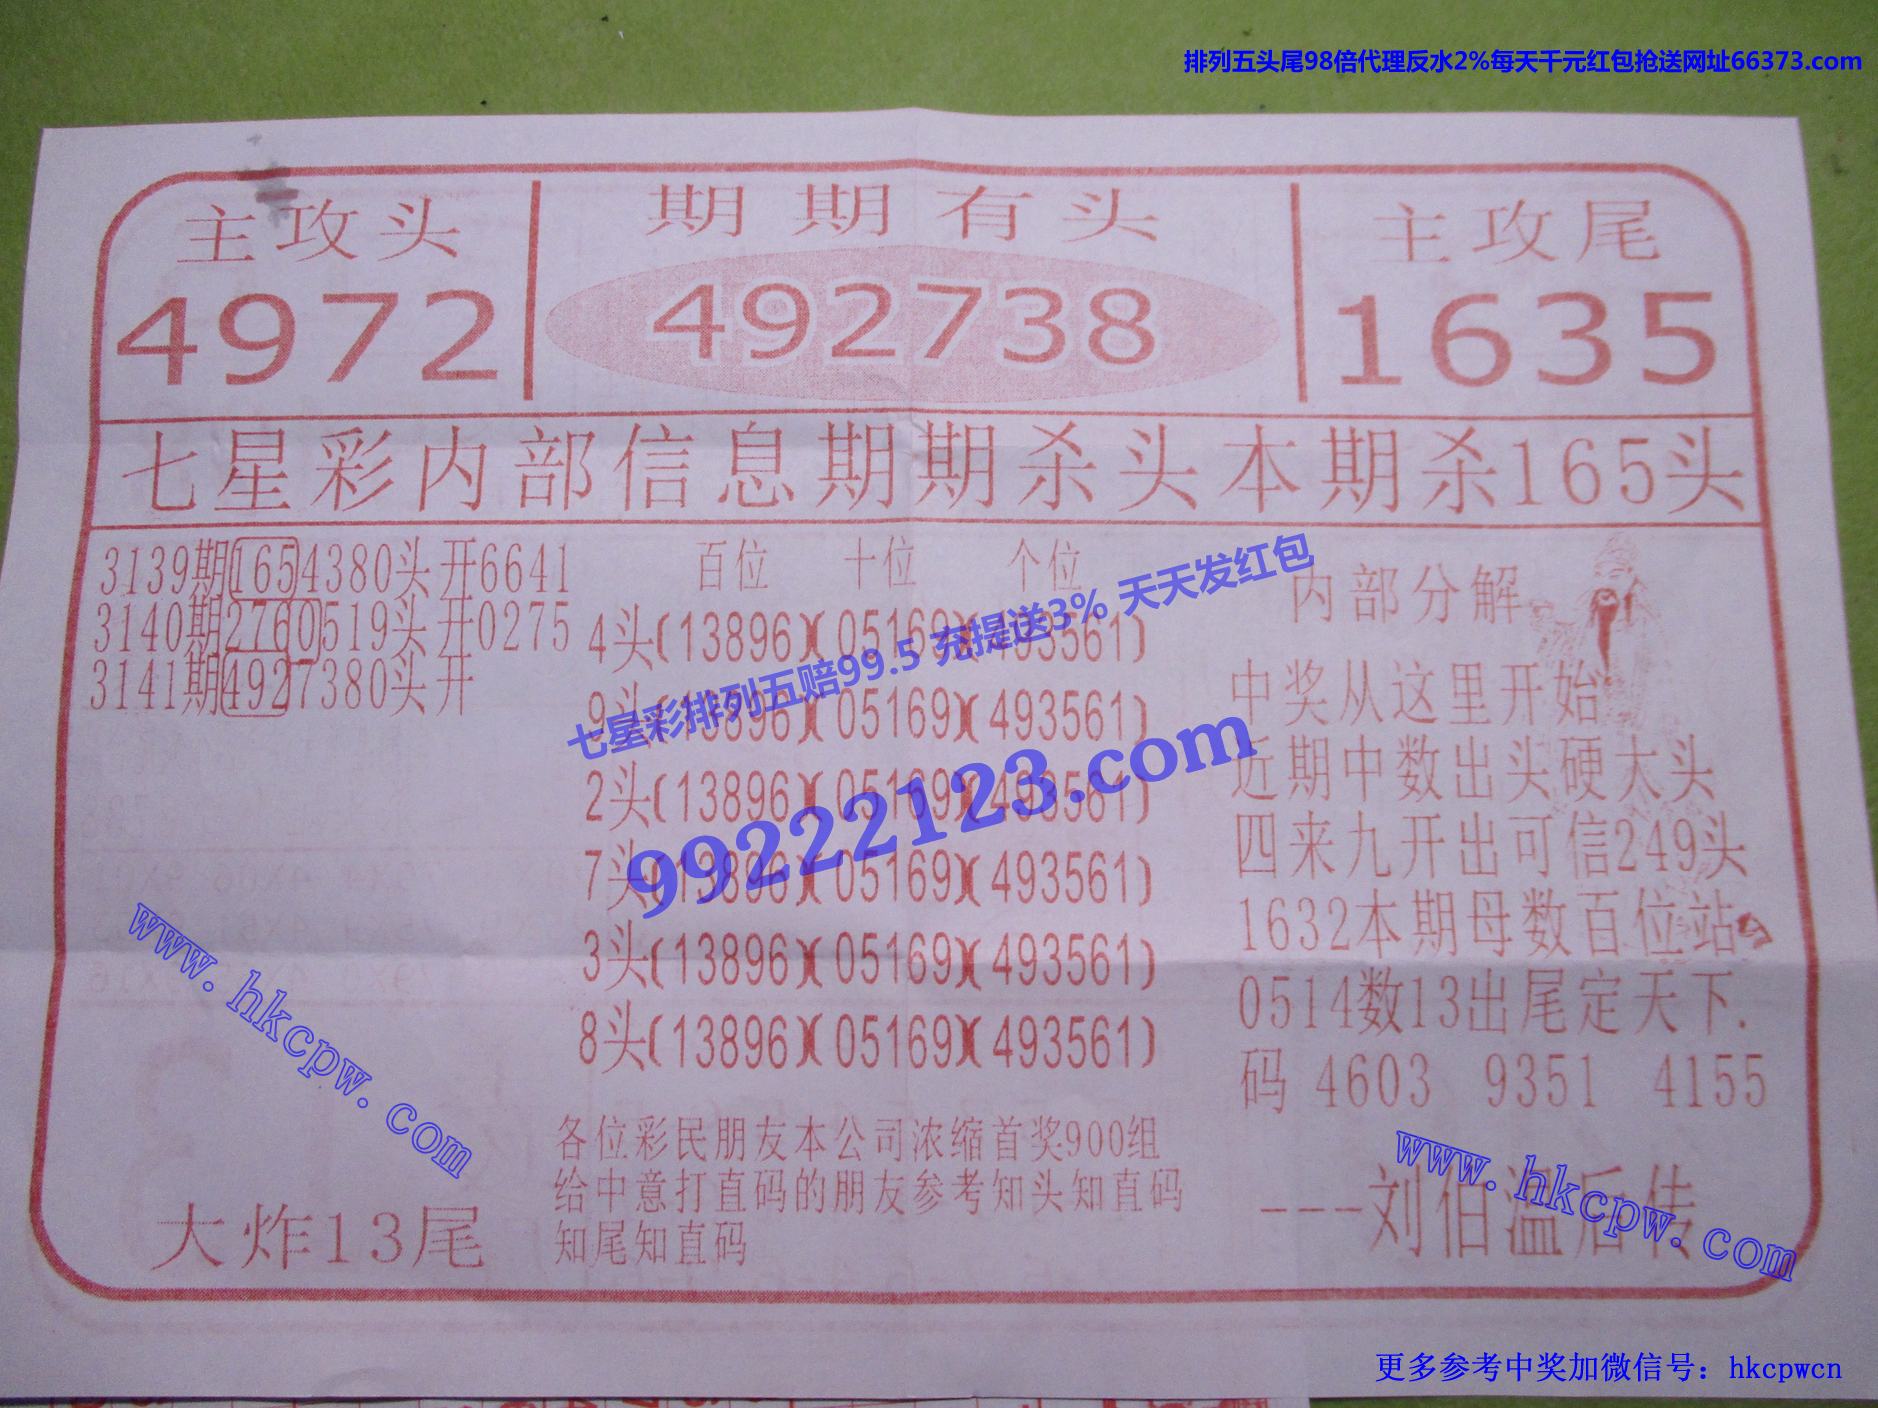 排列五头尾98倍代理反水2%每天千元红包抢送网址66373.com
主攻头
4972
期期有头
492738
主攻尾
1635
七星彩内部信息期期杀头本期杀165头
3139期1654380头开6641
3140期2760519头开0275
3141期4927380头开
百位 十位 个位
4头(13896)(05169)(493561)
9头(13896)(05169)(493561)
2头(13896)(05169)(493561)
7头(13896)(05169)(493561)
3头(13896)(05169)(493561)
8头(13896)(05169)(493561)
七星彩排列五赔99.5 充提送3% 天天发红包
99222123.com
内部分解
中奖从这里开始
近期中数出头硬大头
四来九开出可信249头
1632本期母数百位站
0514数13出尾定天下.
码 4603 9351 4155
---刘伯温后传
各位彩民朋友本公司浓缩首奖900组
给中意打直码的朋友参考知头知直码
知尾知直码
大炸13尾
www.hkcpw.com
www.hkcpw.com
更多参考中奖加微信号：hkcpwcn